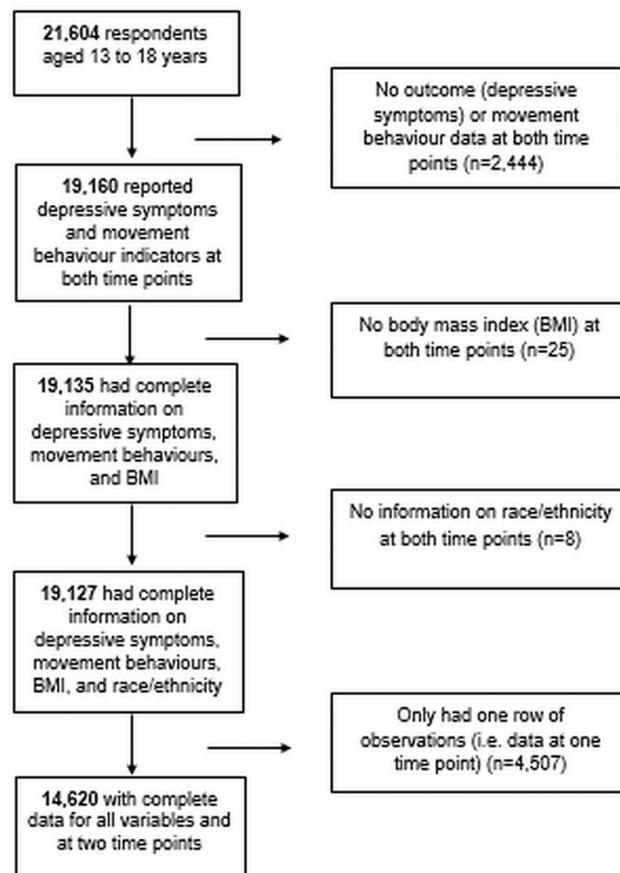 21,604 respondents
aged 13 to 18 years
No outcome (depressive
symptoms) or movement
behaviour data at both time
points (n=2,444)
19,160 reported
depressive symptoms
and movement
behaviour indicators at
both time points
No body mass index (BMI) at
both time points (n=25)
19,135 had complete
information on
depressive symptoms,
movement behaviours,
and BMI
No information on race/ethnicity
at both time points (n=8)
19,127 had complete
information on
depressive symptoms,
movement behaviours,
BMI, and race/ethnicity
Only had one row of
observations (i.e. data at one
time point) (n=4,507)
14,620 with complete
data for all variables and
at two time points